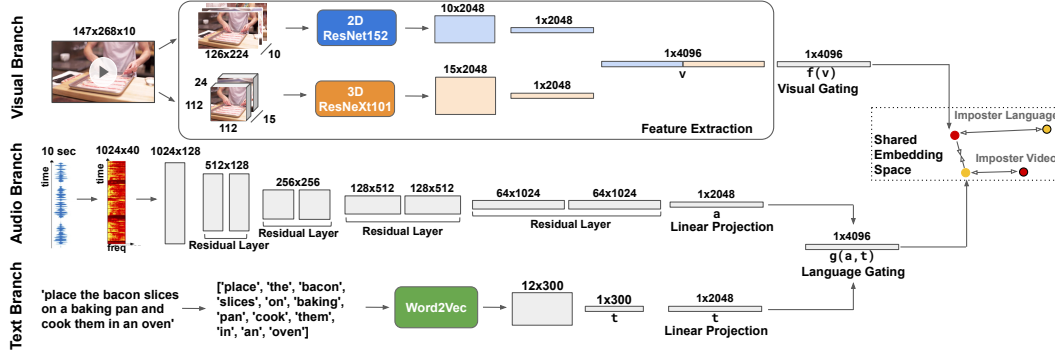 Visual Branch
147x268x10
126x224
10
24
112
112
15
2D
ResNet152
3D
ResNeXt101
10x2048
15x2048
1x2048
1x2048
1x4096
v
Feature Extraction
1x4096
f(v)
Visual Gating
Shared
Embedding
Space
Imposter Language
Imposter Video
Audio Branch
10 sec
time
1024x40
time
freq
1024x128
512x128
Residual Layer
256x256
Residual Layer
128x512
128x512
Residual Layer
64x1024
64x1024
Residual Layer
1x2048
a
Linear Projection
1x4096
g(a,t)
Language Gating
Text Branch
'place the bacon slices
on a baking pan and
cook them in an oven'
['place', 'the', 'bacon',
'slices', 'on', 'baking',
'pan', 'cook', 'them',
'in', 'an', 'oven']
Word2Vec
12x300
1x300
t
1x2048
t
Linear Projection